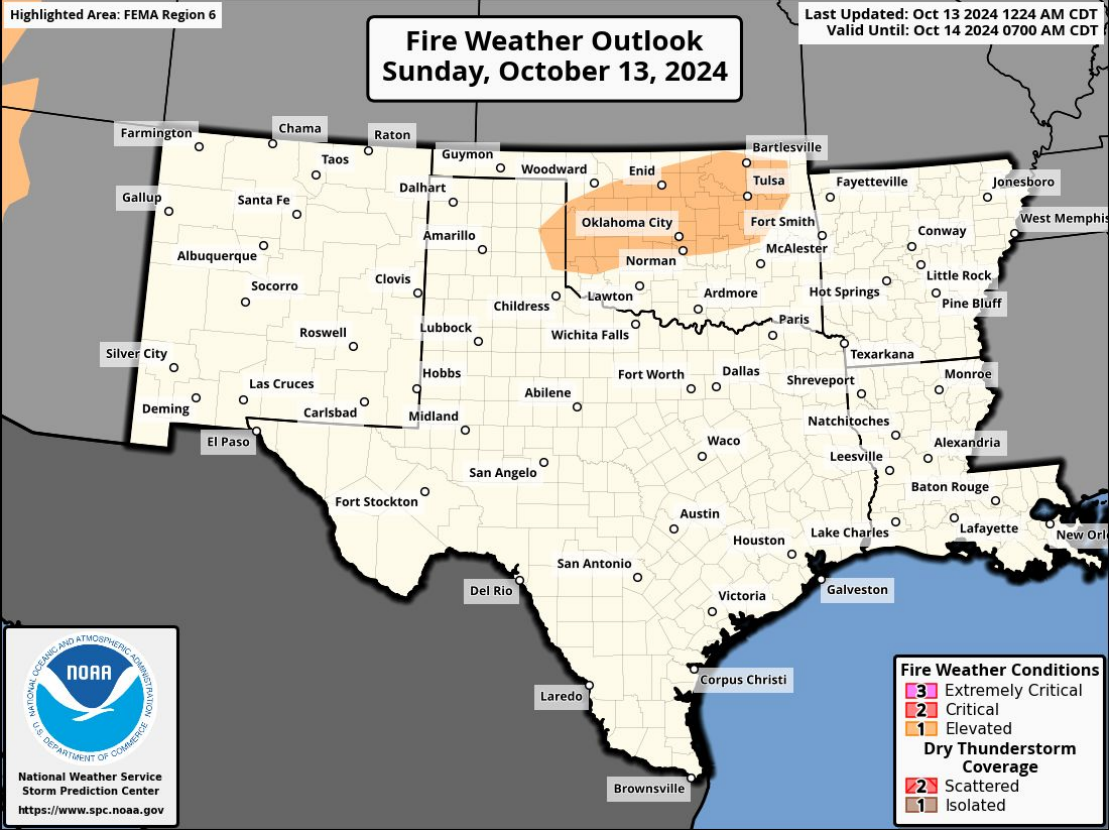 Highlighted Area: FEMA Region 6
Fire Weather Outlook
Sunday, October 13, 2024
Last Updated: Oct 13 2024 1224 AM CDT
Valid Until: Oct 14 2024 0700 AM CDT
Farmington
Chama
Raton
Taos
Guymon
Woodward
Enid
Bartlesville
Tulsa
Fayetteville
Jonesboro
Gallup
Santa Fe
Dalhart
Oklahoma City
Fort Smith
West Memphis
Albuquerque
Amarillo
Norman
McAlester
Conway
Little Rock
Socorro
Clovis
Childress
Lawton
Ardmore
Hot Springs
Pine Bluff
Roswell
Lubbock
Wichita Falls
Paris
Texarkana
Silver City
Las Cruces
Hobbs
Fort Worth
Dallas
Shreveport
Monroe
Deming
Carlsbad
Midland
Abilene
Natchitoches
El Paso
Waco
Alexandria
San Angelo
Leesville
Fort Stockton
Baton Rouge
Austin
Houston
Lake Charles
Lafayette
New Orl
San Antonio
Del Rio
Victoria
Galveston
Laredo
Corpus Christi
Brownsville
NATIONAL OCEANIC AND ATMOSPHERIC ADMINISTRATION
NOAA
U.S. DEPARTMENT OF COMMERCE
National Weather Service
Storm Prediction Center
https://www.spc.noaa.gov
Fire Weather Conditions
3 Extremely Critical
2 Critical
1 Elevated
Dry Thunderstorm
Coverage
2 Scattered
1 Isolated